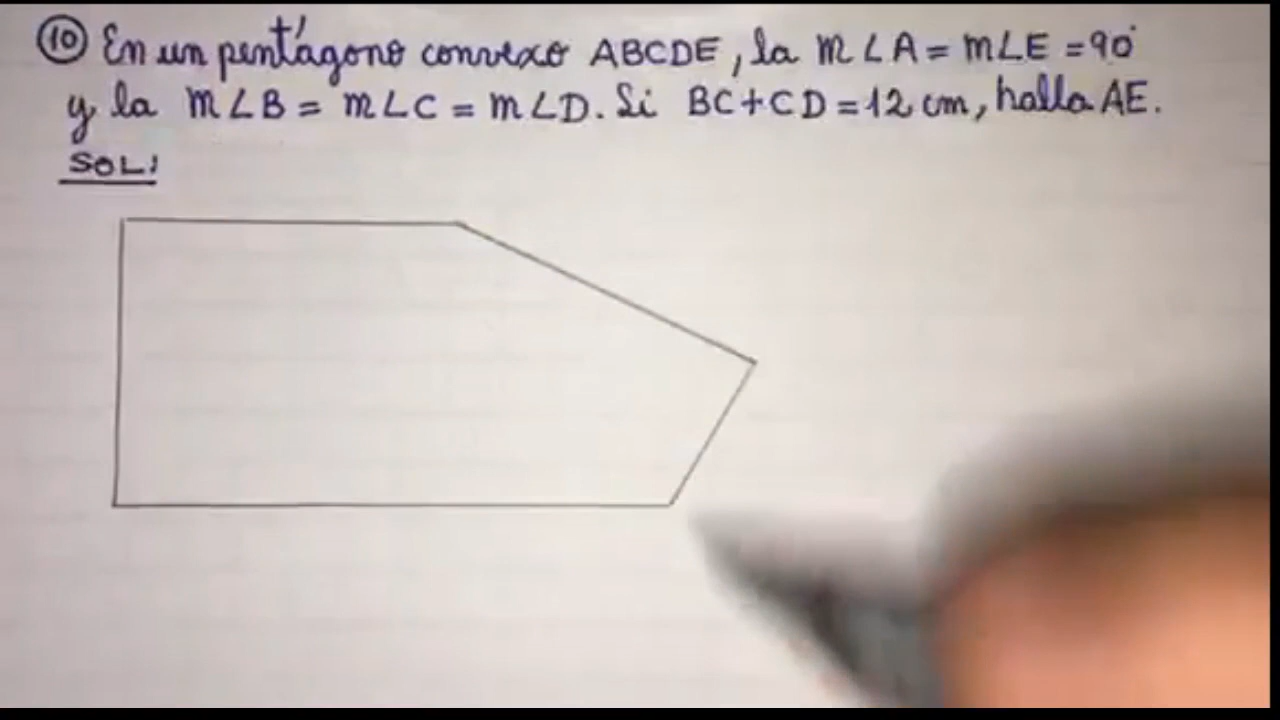 10 En un pentágono convexo ABCDE, la m∠A = m∠E = 90°
y la m∠B = m∠C = m∠D. Si BC+CD = 12 cm, halla AE.
SOL: